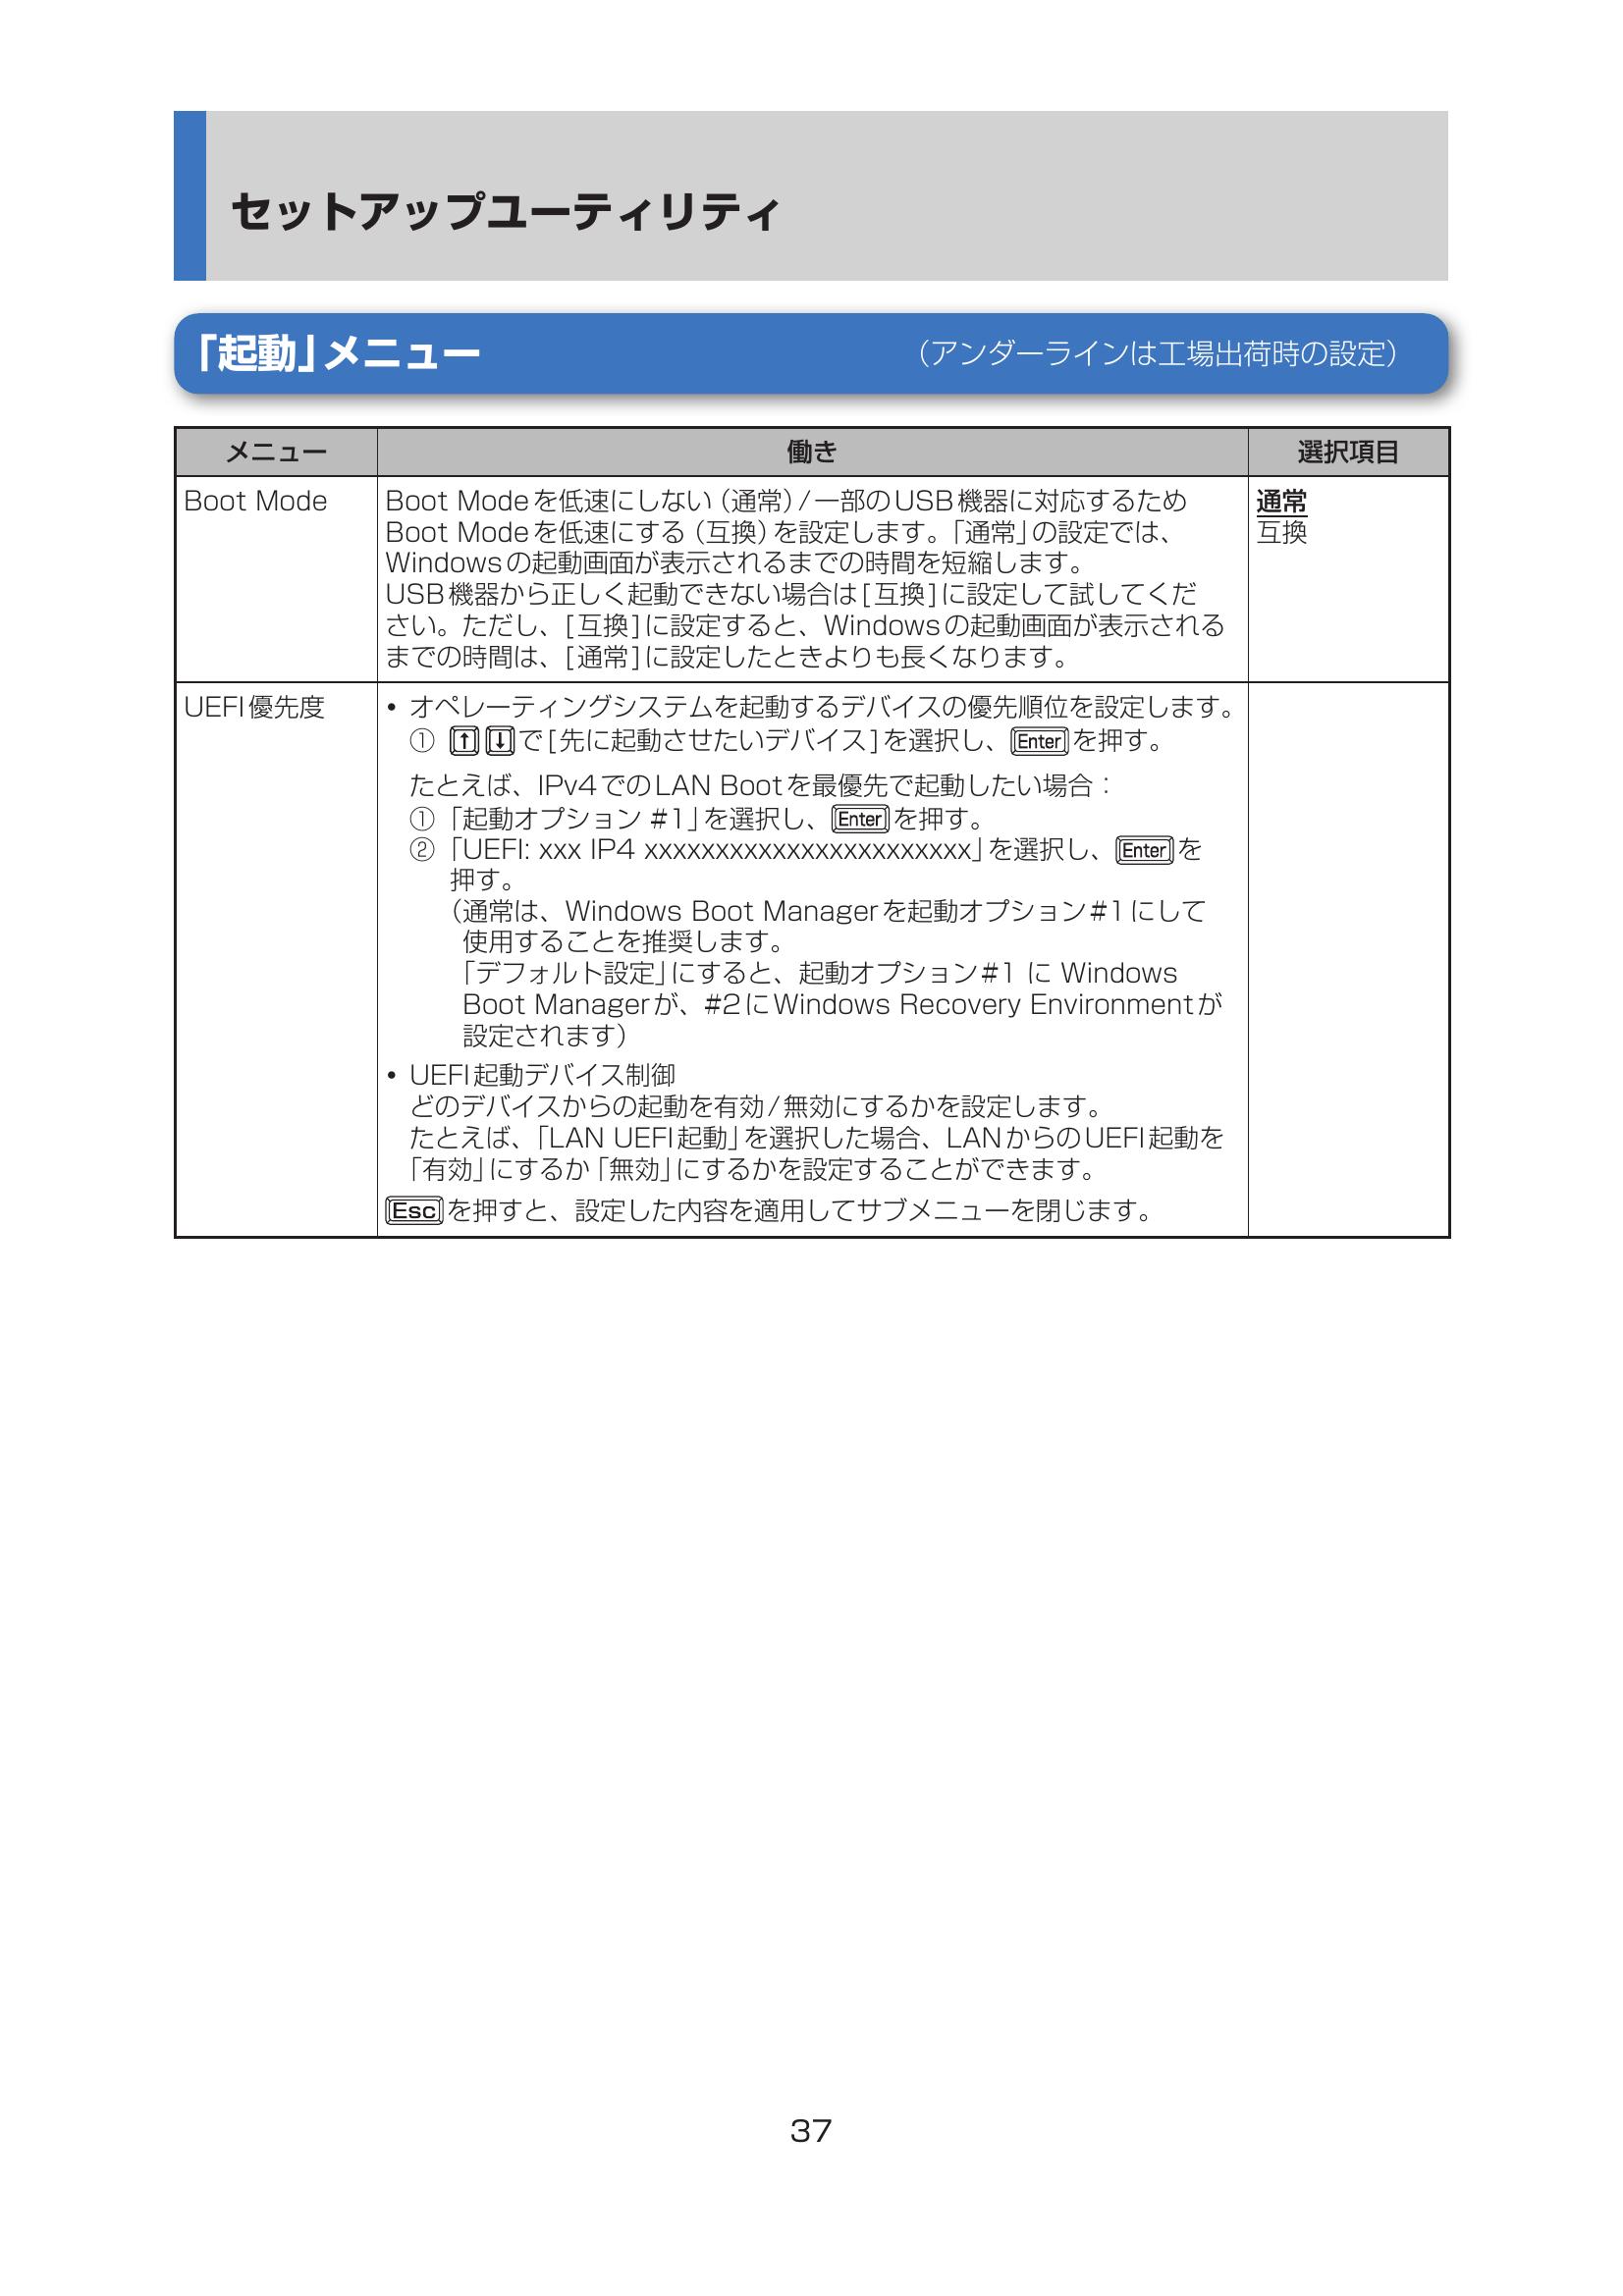 セットアップユーティリティ
「起動」メニュー
（アンダーラインは工場出荷時の設定）
メニュー
働き
選択項目
Boot Mode
Boot Modeを低速にしない（通常）/一部のUSB機器に対応するため
Boot Modeを低速にする（互換）を設定します。「通常」の設定では、
Windowsの起動画面が表示されるまでの時間を短縮します。
USB機器から正しく起動できない場合は[互換]に設定して試してくだ
さい。ただし、[互換]に設定すると、Windowsの起動画面が表示される
までの時間は、[通常]に設定したときよりも長くなります。
通常
互換
UEFI優先度
• オペレーティングシステムを起動するデバイスの優先順位を設定します。
① ↑ ↓で[先に起動させたいデバイス]を選択し、Enterを押す。
たとえば、IPv4でのLAN Bootを最優先で起動したい場合：
①「起動オプション #1」を選択し、Enterを押す。
②「UEFI: xxx IP4 xxxxxxxxxxxxxxxxxxxxxxx」を選択し、Enterを
押す。
（通常は、Windows Boot Managerを起動オプション#1にして
使用することを推奨します。
「デフォルト設定」にすると、起動オプション#1 に Windows
Boot Managerが、#2にWindows Recovery Environmentが
設定されます）
• UEFI起動デバイス制御
どのデバイスからの起動を有効/無効にするかを設定します。
たとえば、「LAN UEFI起動」を選択した場合、LANからのUEFI起動を
「有効」にするか「無効」にするかを設定することができます。
Escを押すと、設定した内容を適用してサブメニューを閉じます。
37